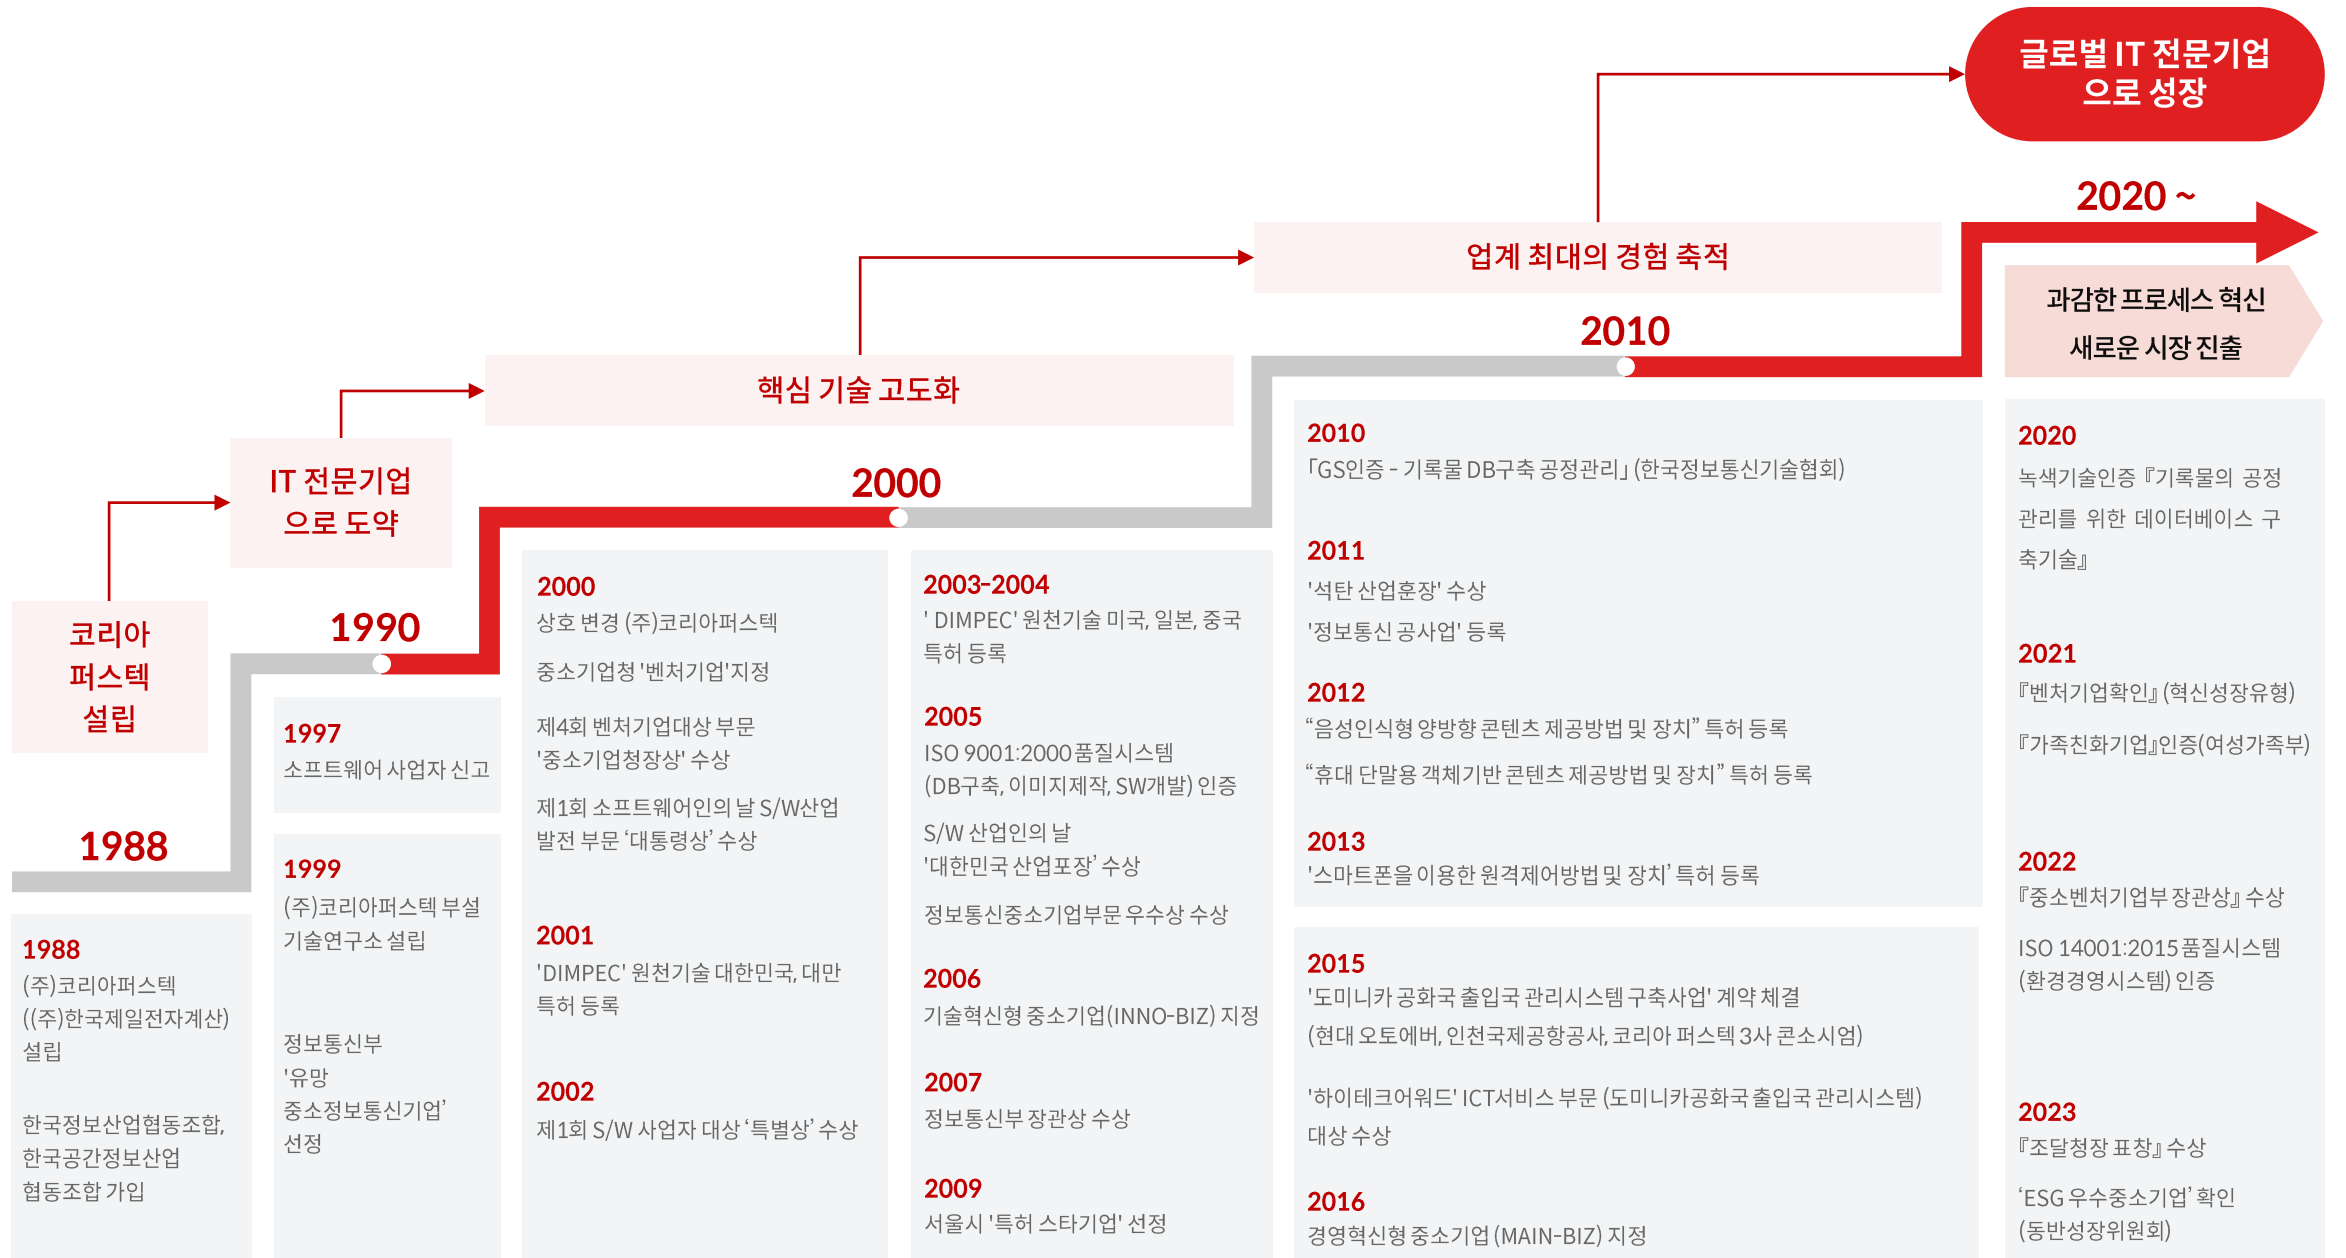 글로벌 IT 전문기업
으로 성장
2020 ~
업계 최대의 경험 축적
과감한 프로세스 혁신
새로운 시장 진출
2010
핵심 기술 고도화
IT 전문기업
으로 도약
2000
코리아
퍼스텍
설립
1990
1988
1988
(주)코리아퍼스텍
((주)한국제일전자계산)
설립
한국정보산업협동조합,
한국공간정보산업
협동조합 가입
1997
소프트웨어 사업자 신고
1999
(주)코리아퍼스텍 부설
기술연구소 설립
정보통신부
'유망
중소정보통신기업’
선정
2000
상호 변경 (주)코리아퍼스텍
중소기업청 '벤처기업'지정
제4회 벤처기업대상 부문
'중소기업청장상' 수상
제1회 소프트웨어인의 날 S/W산업
발전 부문 ‘대통령상’ 수상
2001
'DIMPEC' 원천기술 대한민국, 대만
특허 등록
2002
제1회 S/W 사업자 대상 ‘특별상’ 수상
2003-2004
' DIMPEC' 원천기술 미국, 일본, 중국
특허 등록
2005
ISO 9001:2000 품질시스템
(DB구축, 이미지제작, SW개발) 인증
S/W 산업인의 날
'대한민국 산업포장’ 수상
정보통신중소기업부문 우수상 수상
2006
기술혁신형 중소기업(INNO-BIZ) 지정
2007
정보통신부 장관상 수상
2009
서울시 '특허 스타기업' 선정
2010
「GS인증 - 기록물 DB구축 공정관리」 (한국정보통신기술협회)
2011
'석탄 산업훈장' 수상
'정보통신 공사업' 등록
2012
“음성인식형 양방향 콘텐츠 제공방법 및 장치” 특허 등록
“휴대 단말용 객체기반 콘텐츠 제공방법 및 장치” 특허 등록
2013
'스마트폰을 이용한 원격제어방법 및 장치’ 특허 등록
2015
'도미니카 공화국 출입국 관리시스템 구축사업' 계약 체결
(현대 오토에버, 인천국제공항공사, 코리아 퍼스텍 3사 콘소시엄)
'하이테크어워드' ICT서비스 부문 (도미니카공화국 출입국 관리시스템)
대상 수상
2016
경영혁신형 중소기업 (MAIN-BIZ) 지정
2020
녹색기술인증 『기록물의 공정
관리를 위한 데이터베이스 구
축기술』
2021
『벤처기업확인』 (혁신성장유형)
『가족친화기업』인증(여성가족부)
2022
『중소벤처기업부 장관상』 수상
ISO 14001:2015 품질시스템
(환경경영시스템) 인증
2023
『조달청장 표창』 수상
‘ESG 우수중소기업’ 확인
(동반성장위원회)